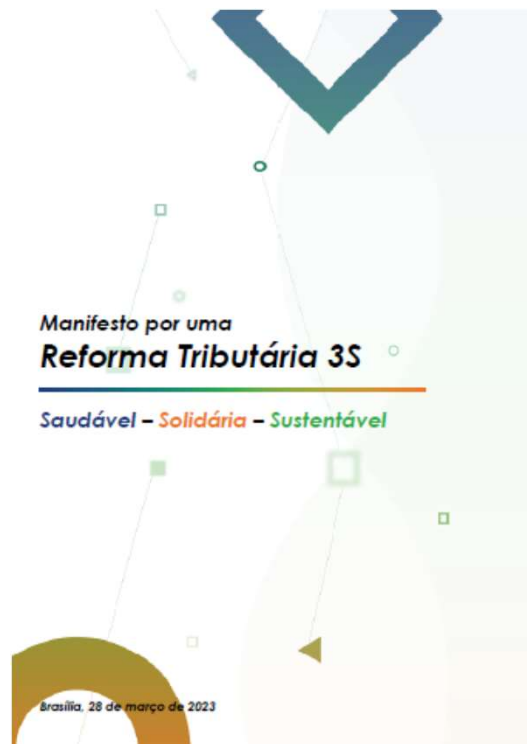 Manifesto por uma
Reforma Tributária 3S
Saudável – Solidária – Sustentável
Brasília, 28 de março de 2023